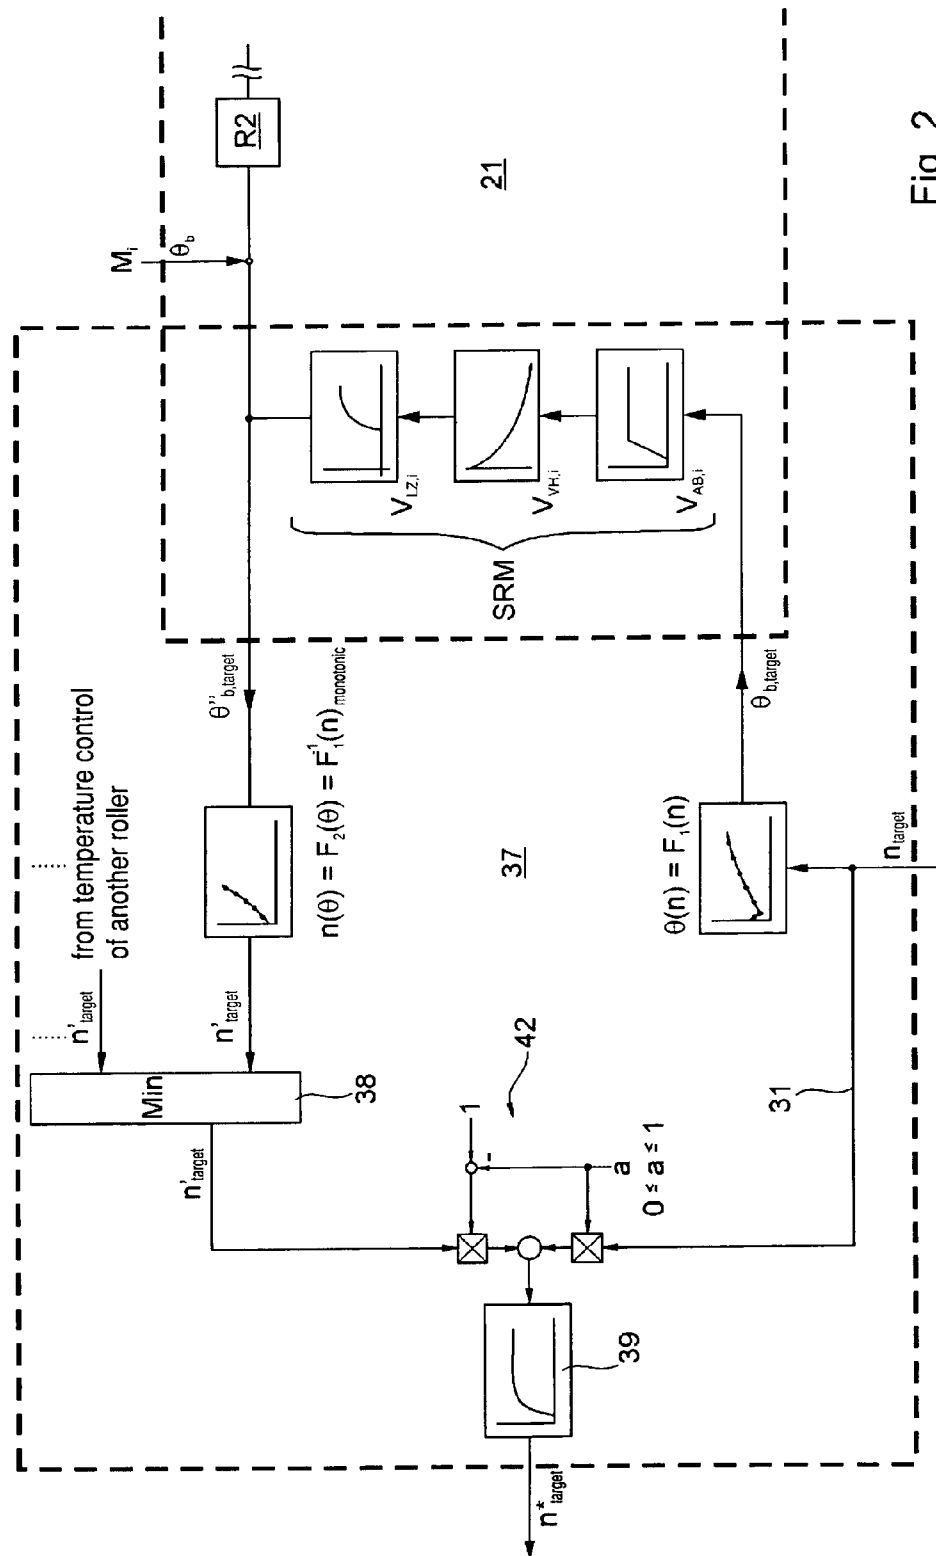 Fig. 2
R2
M_i
θ_b
21
V_LZ,i
V_VH,i
V_AB,i
SRM
θ''_b,target
θ_b,target
n(θ) = F_2(θ) = F_1^-1(n)_monotonic
θ(n) = F_1(n)
37
n_target
from temperature control
of another roller
n'_target
n'_target
Min
38
n'_target
42
1
-
a
0 ≤ a ≤ 1
31
39
n*_target